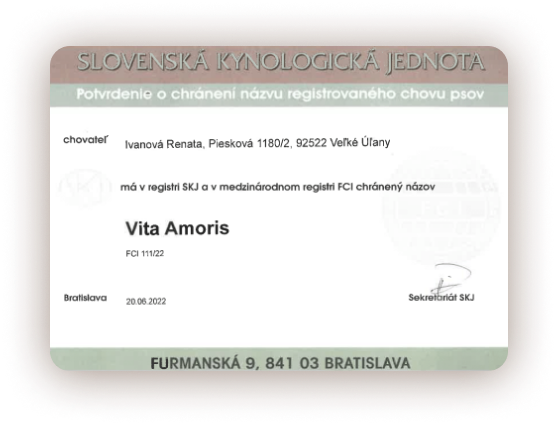 SLOVENSKÁ KYNOLOGICKÁ JEDNOTA
Potvrdenie o chránení názvu registrovaného chovu psov
chovateľ Ivanová Renata, Piesková 1180/2, 92522 Veľké Úľany
má v registri SKJ a v medzinárodnom registri FCI chránený názov
Vita Amoris
FCI 111/22
Bratislava 20.06.2022 Sekretariát SKJ
FURMANSKÁ 9, 841 03 BRATISLAVA